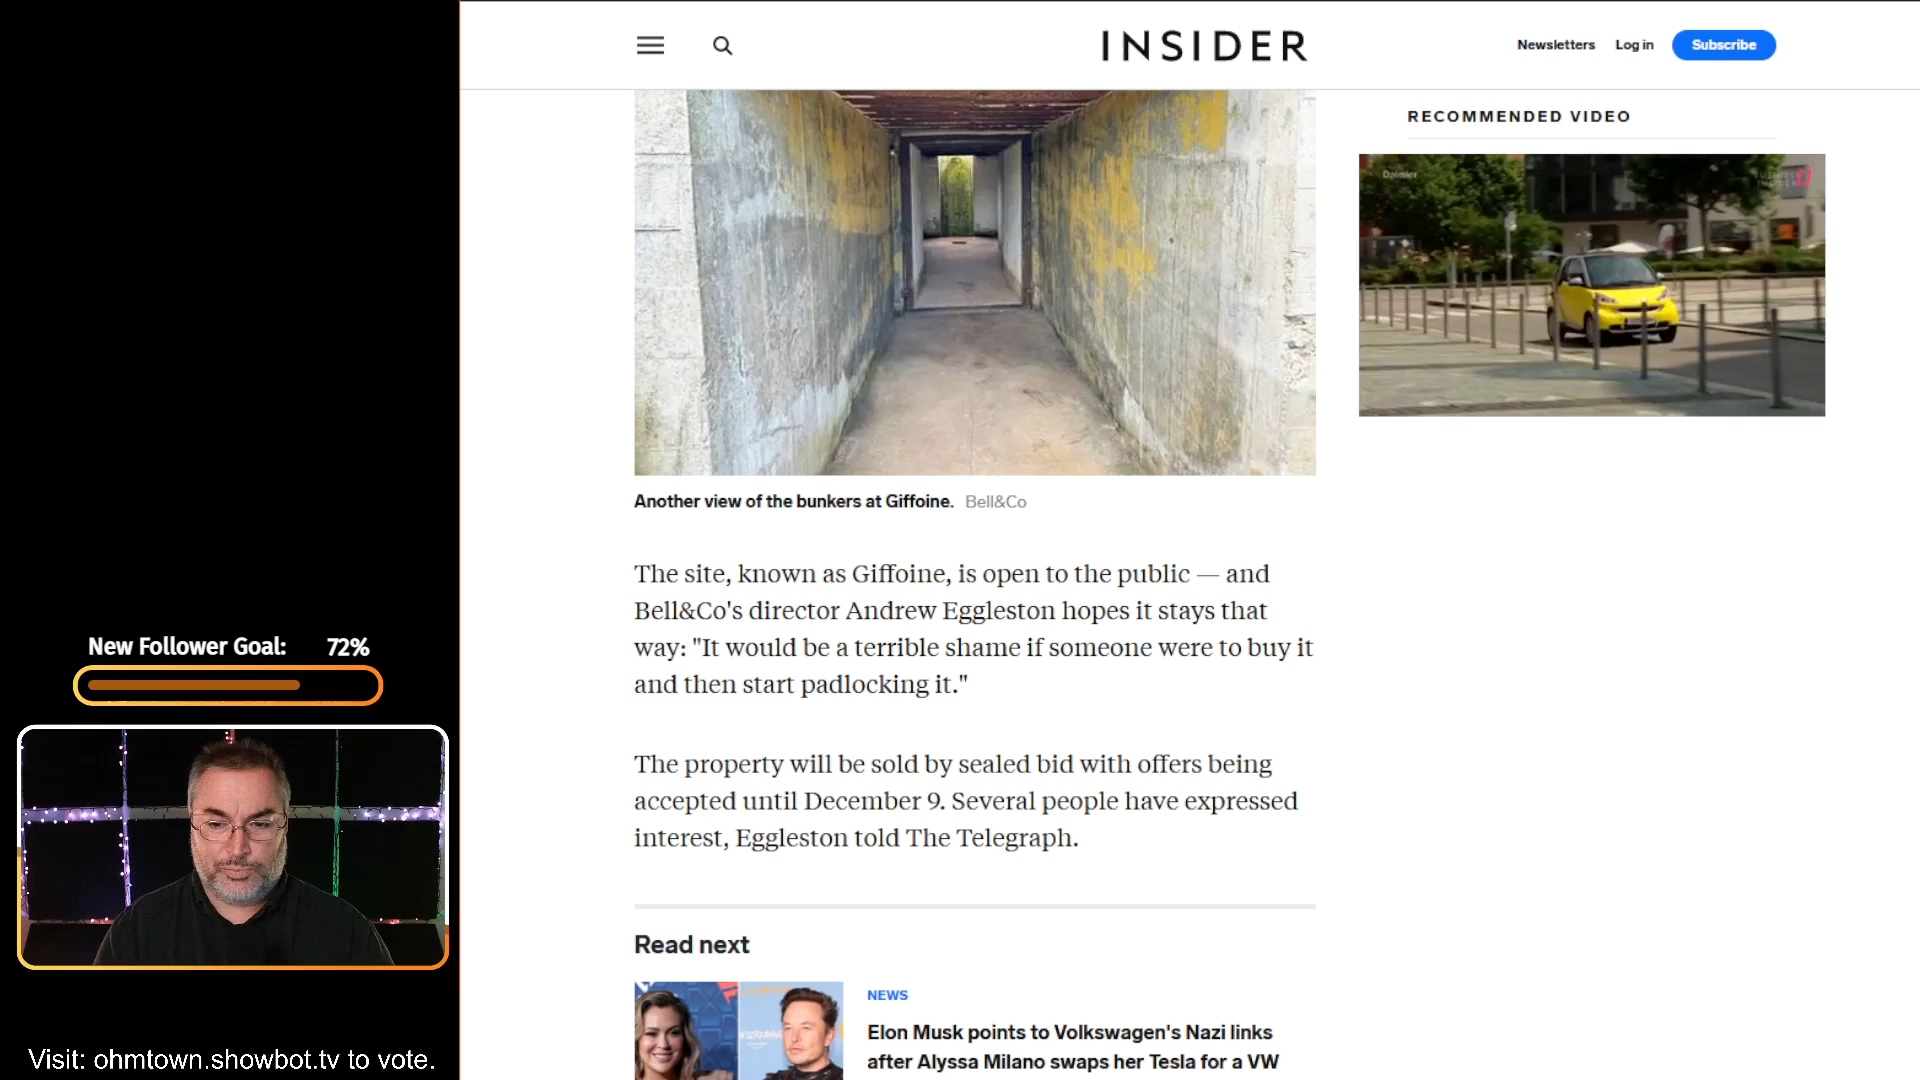 INSIDER
Newsletters Log in Subscribe
RECOMMENDED VIDEO
Daimler
BUSINESS
INSIDER
Another view of the bunkers at Giffoine. Bell&Co
The site, known as Giffoine, is open to the public — and
Bell&Co's director Andrew Eggleston hopes it stays that
way: "It would be a terrible shame if someone were to buy it
and then start padlocking it."
The property will be sold by sealed bid with offers being
accepted until December 9. Several people have expressed
interest, Eggleston told The Telegraph.
Read next
NEWS
Elon Musk points to Volkswagen's Nazi links
after Alyssa Milano swaps her Tesla for a VW
New Follower Goal: 72%
Visit: ohmtown.showbot.tv to vote.